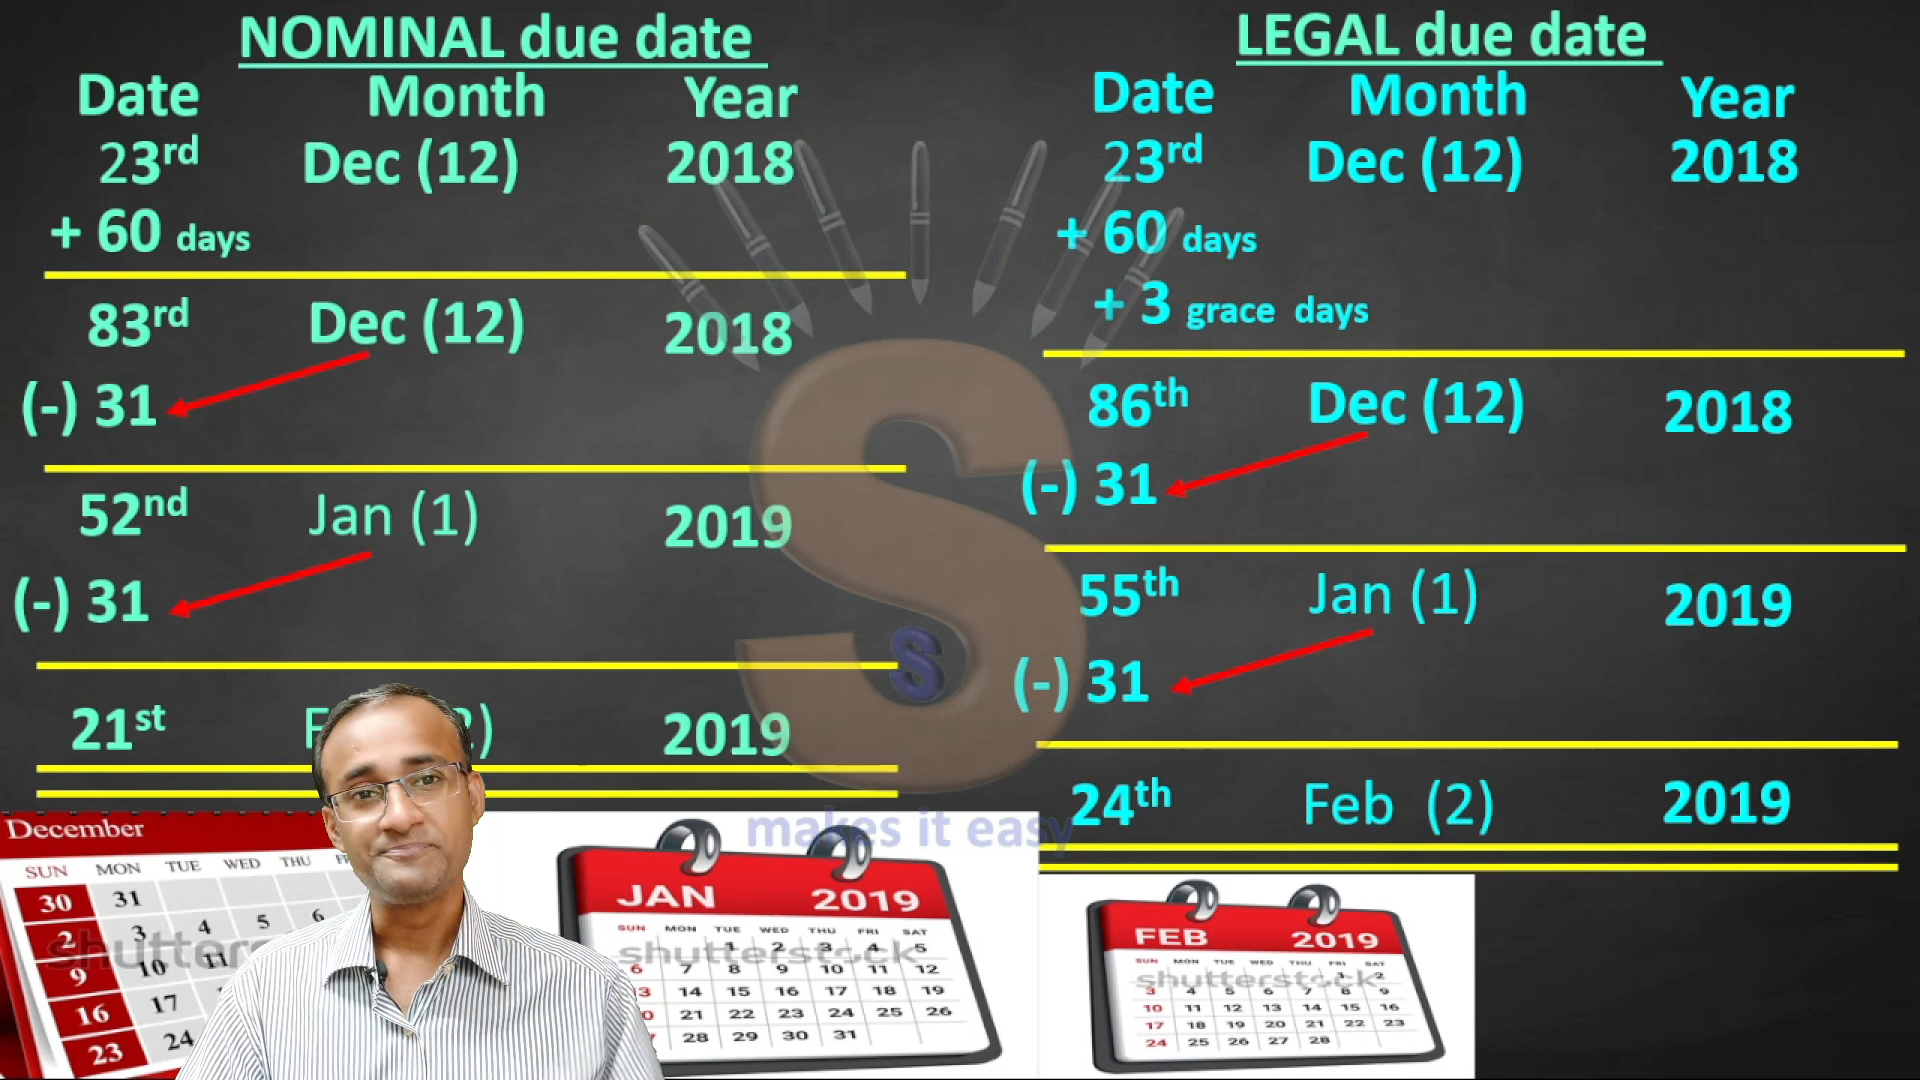 NOMINAL due date
Date Month Year
23rd Dec (12) 2018
+ 60 days
83rd Dec (12) 2018
(-) 31
52nd Jan (1) 2019
(-) 31
21st 2) 2019
LEGAL due date
Date Month Year
23rd Dec (12) 2018
+ 60 days
+ 3 grace days
86th Dec (12) 2018
(-) 31
55th Jan (1) 2019
(-) 31
24th Feb (2) 2019
S
S
makes it easy
December
SUN MON TUE WED THU
30 31
2 3 4 5 6
9 10 11
16 17
23 24
shutters
JAN 2019
SUN MON TUE WED THU FRI SAT
1 2 3 4 5
6 7 8 9 10 11 12
14 15 16 17 18 19
21 22 23 24 25 26
28 29 30 31
shutterstock
FEB 2019
SUN MON TUE WED THU FRI SAT
1 2
3 4 5 6 7 8 9
10 11 12 13 14 15 16
17 18 19 20 21 22 23
24 25 26 27 28
shutterstock